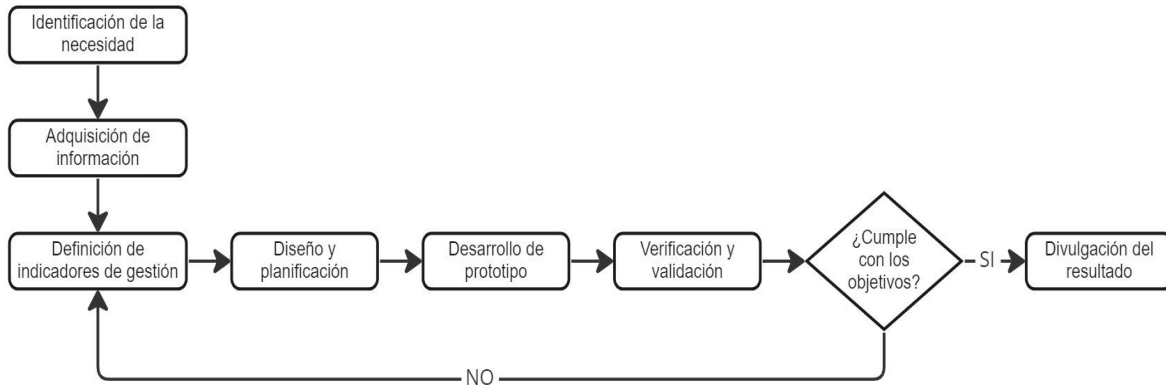 Identificación de la
necesidad
Adquisición de
información
Definición de
indicadores de gestión
Diseño y
planificación
Desarrollo de
prototipo
Verificación y
validación
¿Cumple
con los
objetivos?
SI
Divulgación del
resultado
NO